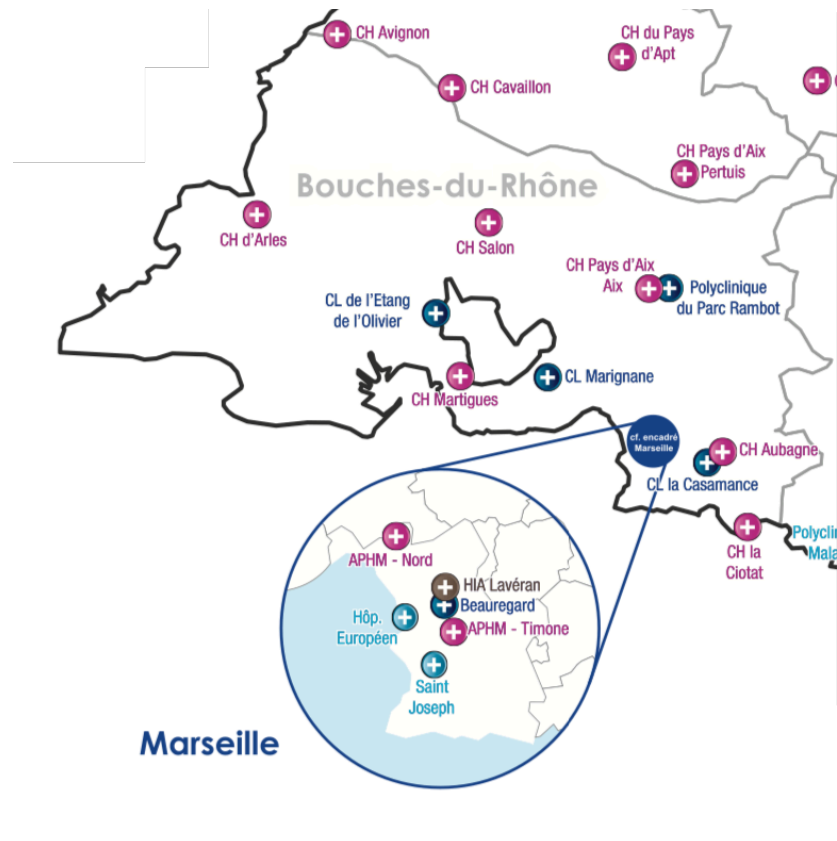 CH Avignon
CH du Pays
d'Apt
CH Cavaillon
CH Pays d'Aix
Pertuis
Bouches-du-Rhône
CH d'Arles
CH Salon
CH Pays d'Aix
Aix
Polyclinique
du Parc Rambot
CL de l'Etang
de l'Olivier
CL Marignane
CH Martigues
cf. encadré
Marseille
CH Aubagne
CL la Casamance
CH la
Ciotat
APHM - Nord
HIA Lavéran
Beauregard
Hôp.
Européen
APHM - Timone
Saint
Joseph
Marseille